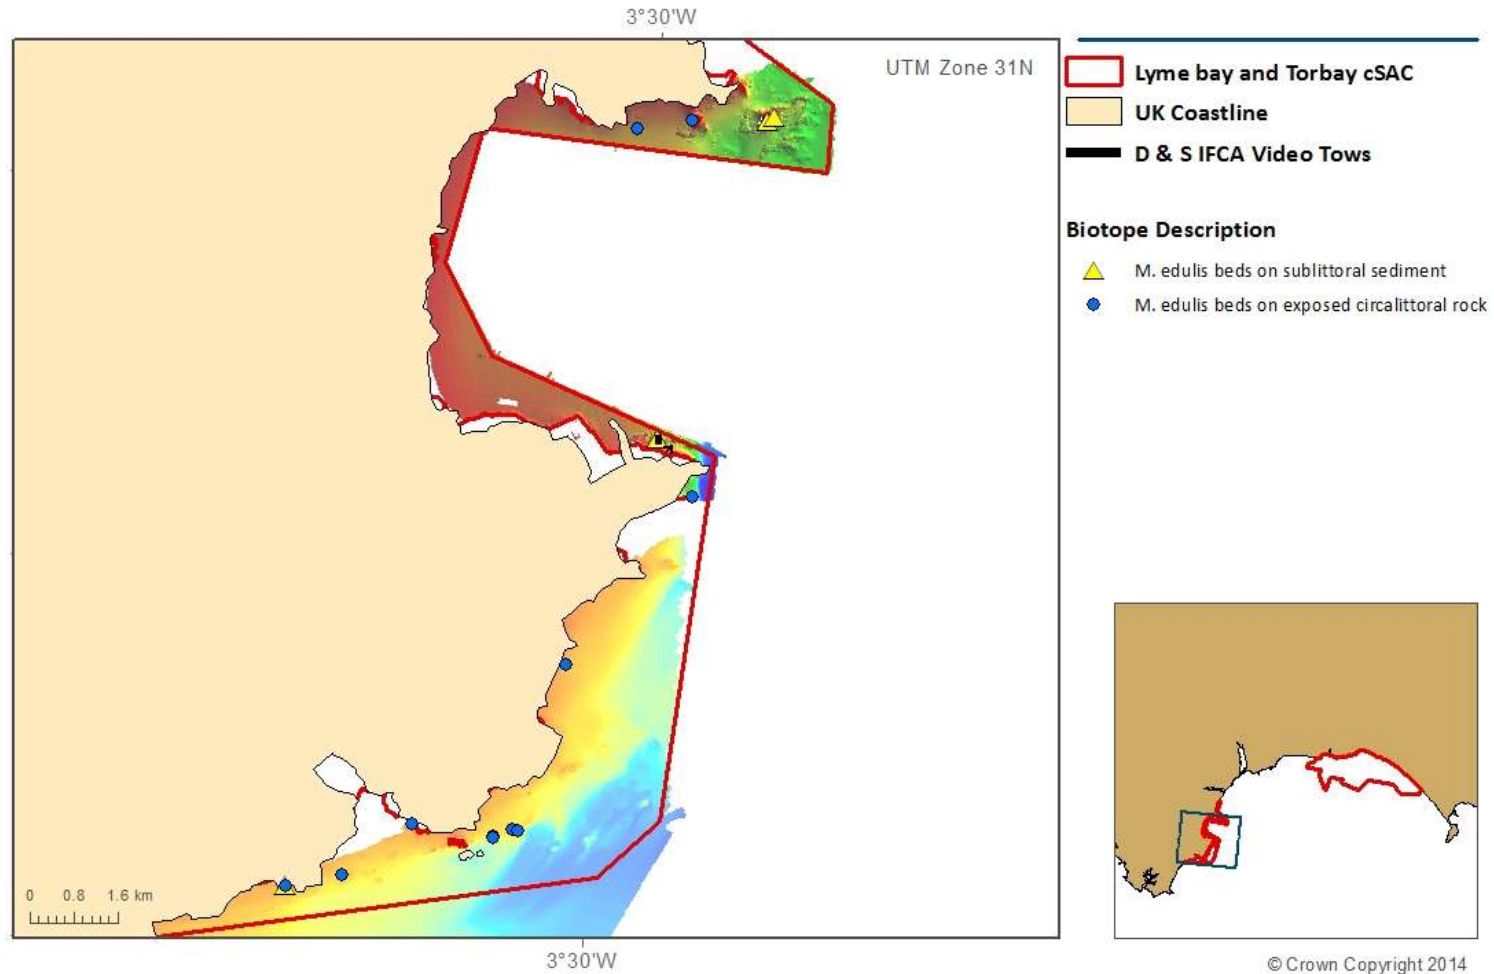 3°30'W
UTM Zone 31N
Lyme bay and Torbay cSAC
UK Coastline
D & S IFCA Video Tows
Biotope Description
M. edulis beds on sublittoral sediment
M. edulis beds on exposed circalittoral rock
0 0.8 1.6 km
3°30'W
© Crown Copyright 2014